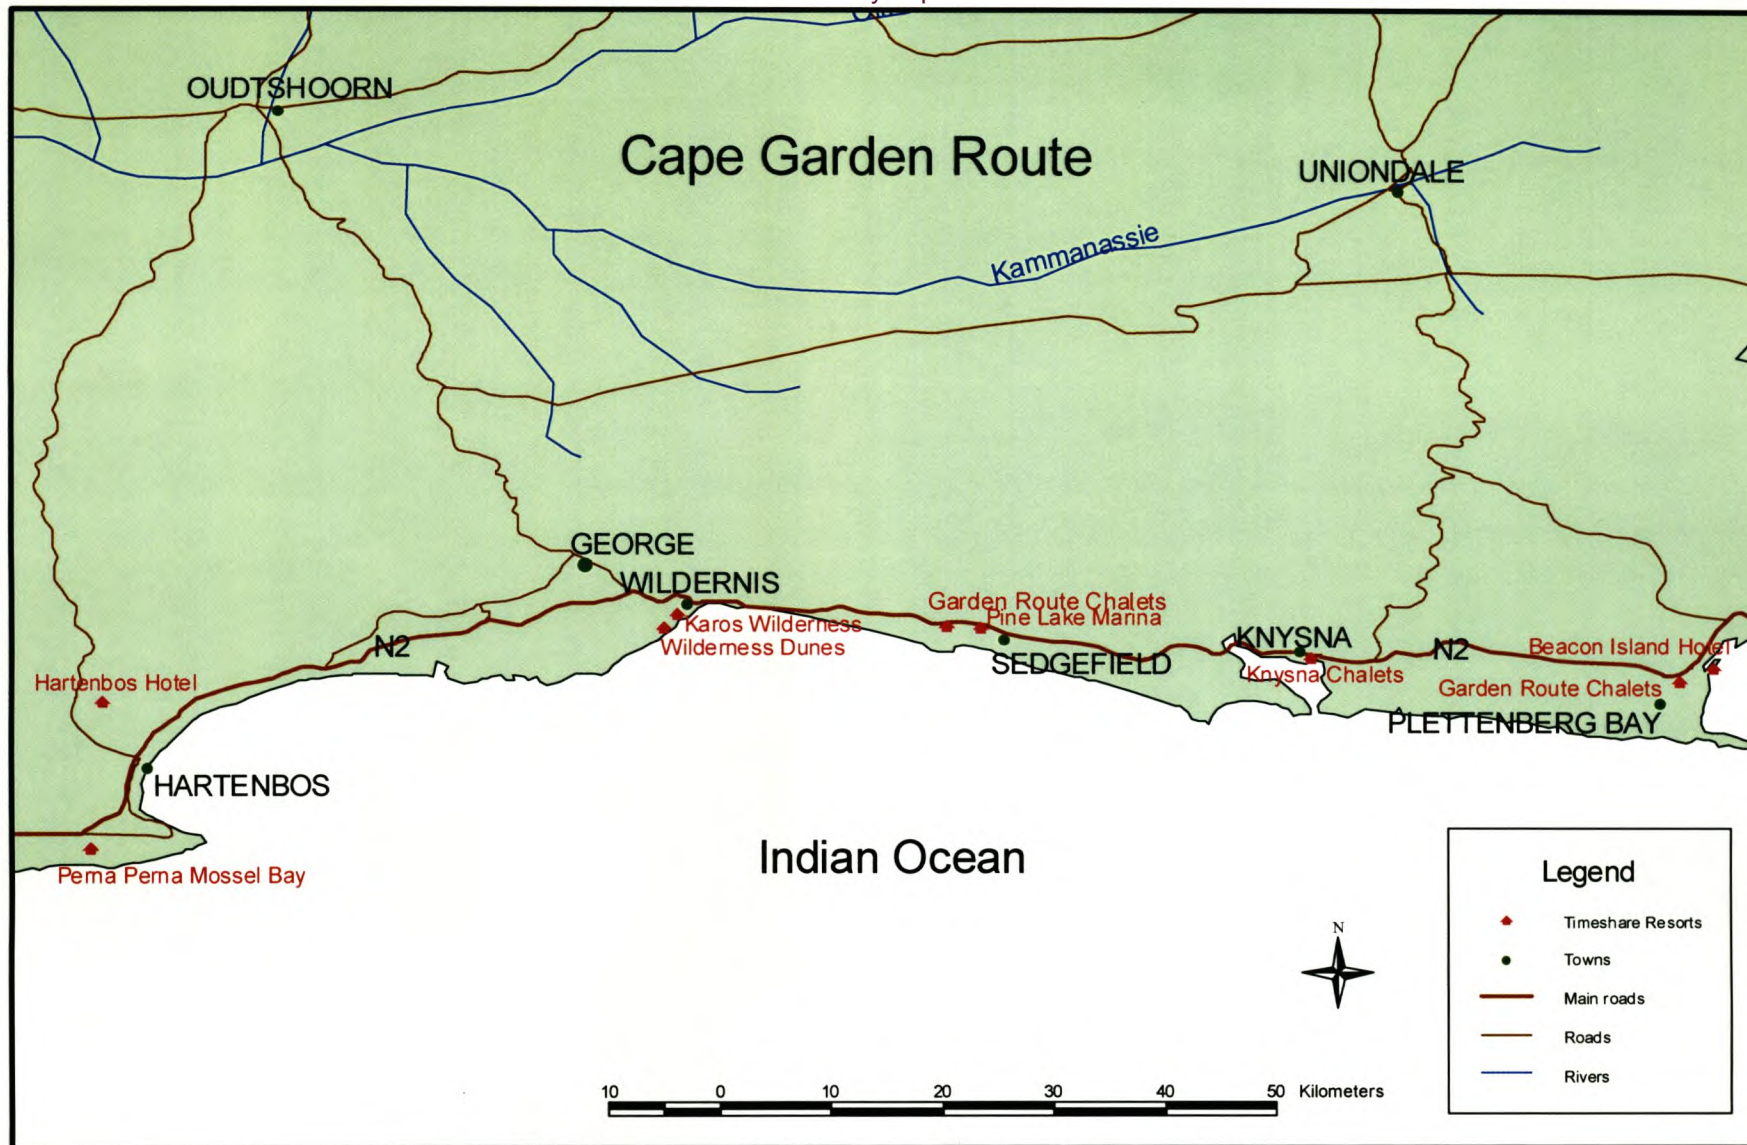 OUDTSHOORN
Cape Garden Route
UNIONDALE
Kammanassie
GEORGE
WILDERNIS
Garden Route Chalets
Pine Lake Marina
Karos Wilderness
Wilderness Dunes
N2
KNYSNA
N2
Beacon Island Hotel
SEDGEFIELD
Knysna Chalets
Hartenbos Hotel
Garden Route Chalets
PLETTENBERG BAY
HARTENBOS
Indian Ocean
Perna Perna Mossel Bay
Legend
Timeshare Resorts
Towns
Main roads
Roads
Rivers
N
10 0 10 20 30 40 50 Kilometers